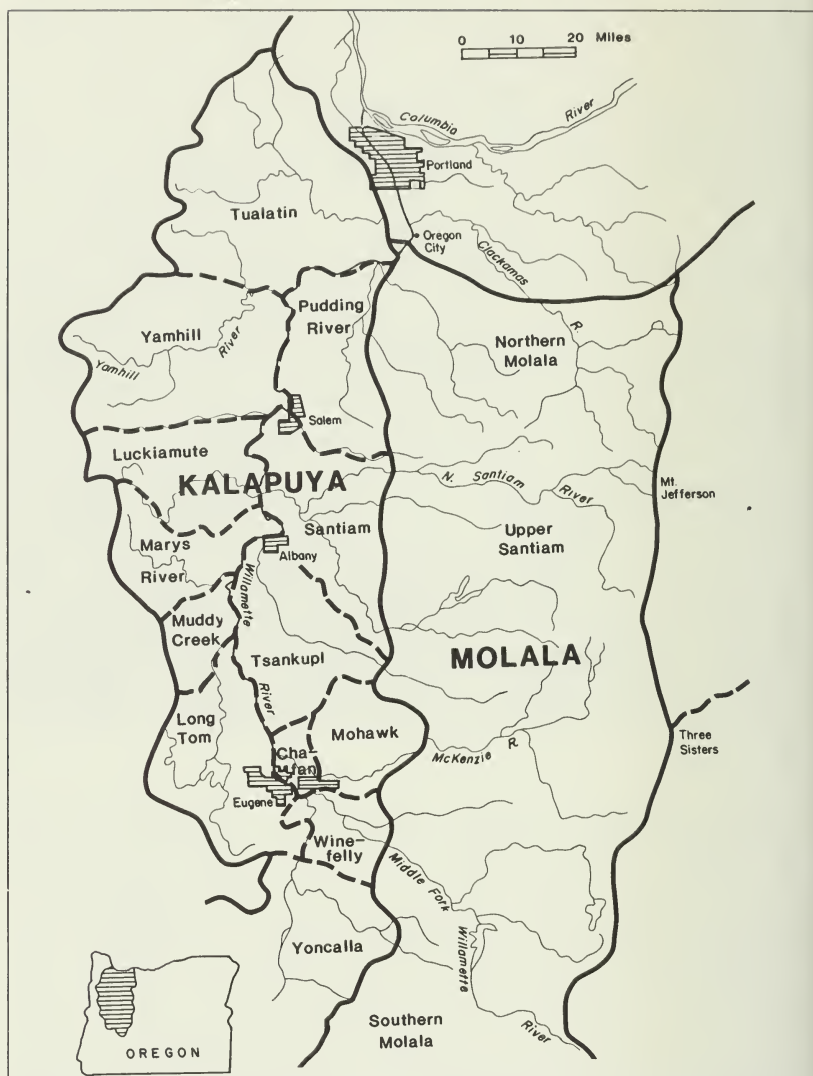 0 10 20 Miles
Columbia
River
Portland
Tualatin
Oregon
City
Clackamas
R.
Pudding
River
Yamhill
Yamhill
River
Northern
Molala
Salem
Luckiamute
KALAPUYA
N. Santiam
River
Mt.
Jefferson
Santiam
Upper
Santiam
Marys
River
Albany
Willamette
River
Muddy
Creek
Tsankupi
MOLALA
Long
Tom
Mohawk
Cha-
fan
McKenzie R.
Three
Sisters
Eugene
Wine-
felly
Middle Fork
Willamette
River
Yoncalla
Southern
Molala
OREGON